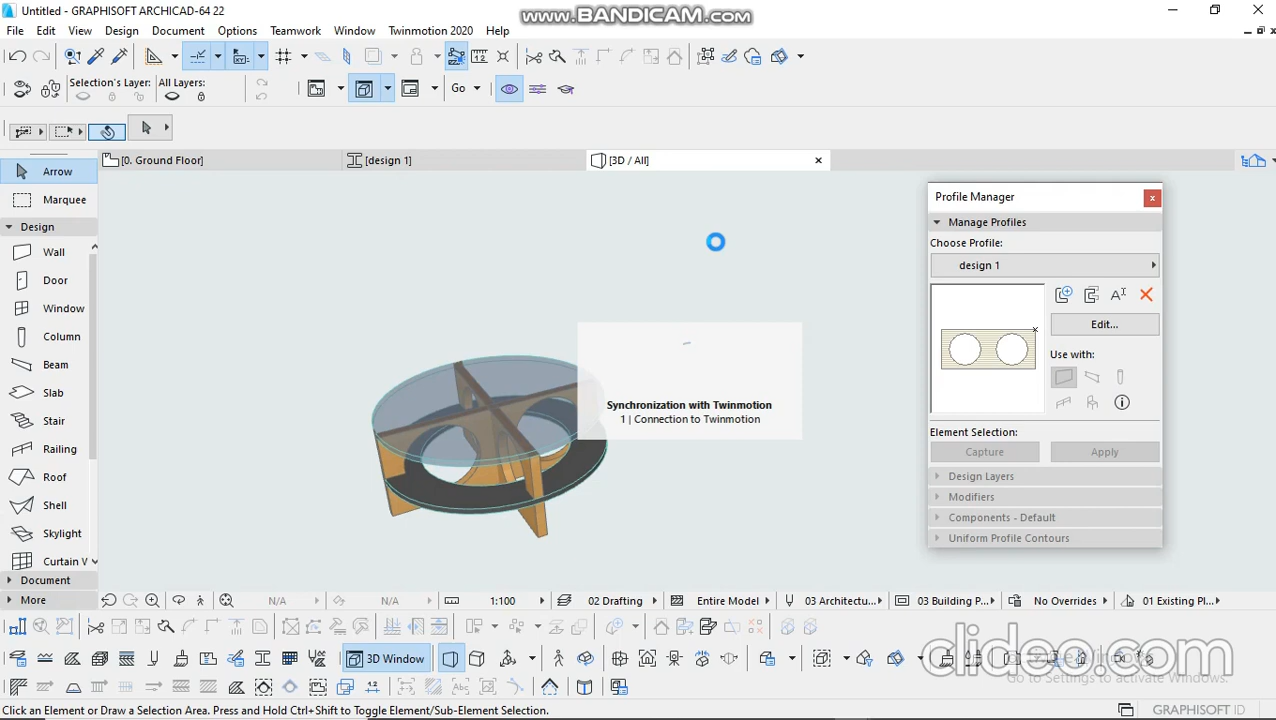 Untitled - GRAPHISOFT ARCHICAD-64 22
www.BANDICAM.com
File Edit View Design Document Options Teamwork Window Twinmotion 2020 Help
Selection's Layer: All Layers:
Go
[0. Ground Floor] [design 1] [3D / All]
Arrow
Marquee
Design
Wall
Door
Window
Column
Beam
Slab
Stair
Railing
Roof
Shell
Skylight
Curtain V
Document
More
Synchronization with Twinmotion
1 | Connection to Twinmotion
Profile Manager
Manage Profiles
Choose Profile:
design 1
Edit...
Use with:
Element Selection:
Capture Apply
Design Layers
Modifiers
Components - Default
Uniform Profile Contours
N/A N/A 1:100 02 Drafting Entire Model 03 Architectu... 03 Building P... No Overrides 01 Existing Pl...
3D Window
clideo.com
Go to Settings to activate Windows.
Click an Element or Draw a Selection Area. Press and Hold Ctrl+Shift to Toggle Element/Sub-Element Selection.
GRAPHISOFT ID